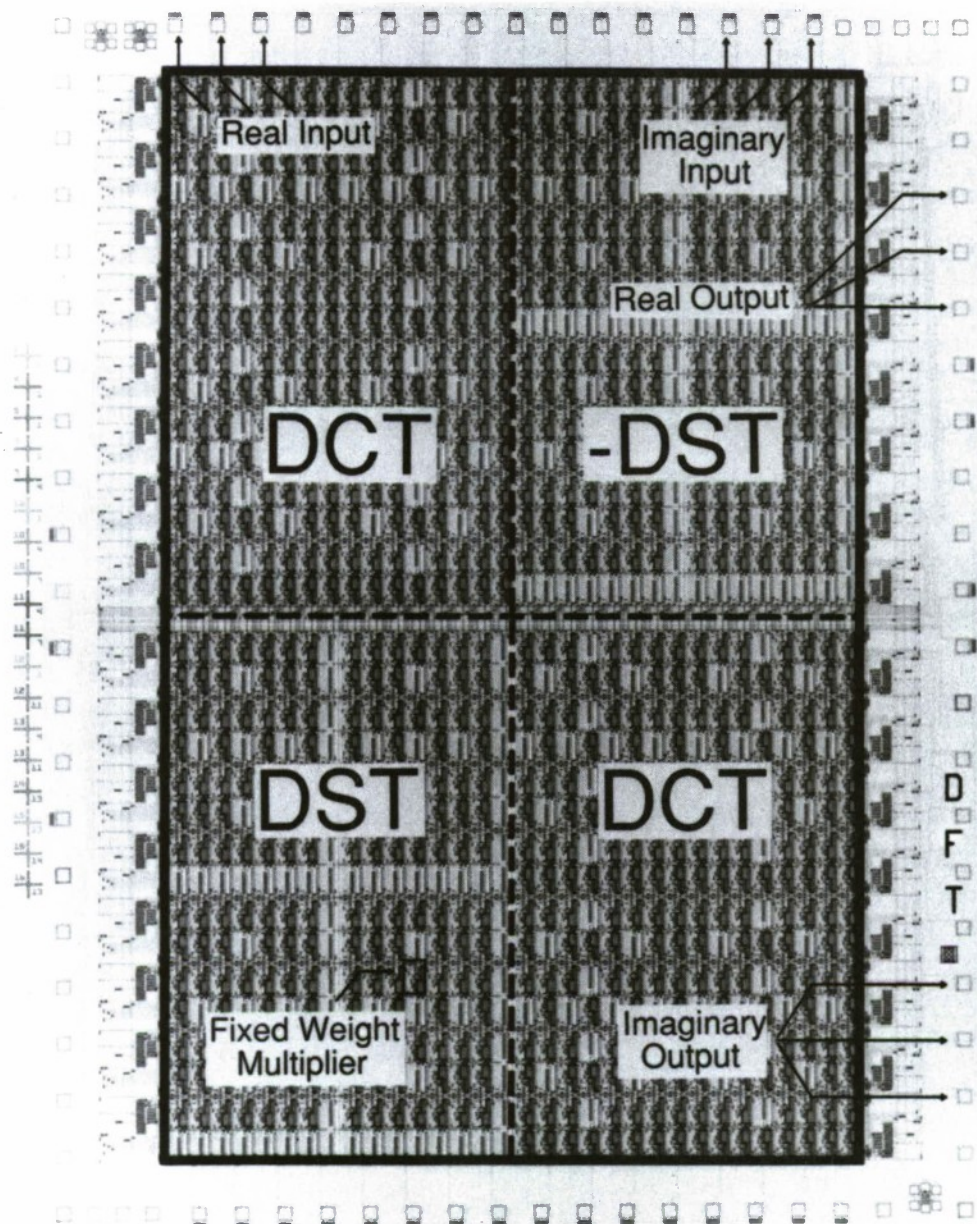 Real Input
Imaginary
Input
Real Output
DCT
-DST
DST
DCT
D
F
T
Fixed Weight
Multiplier
Imaginary
Output